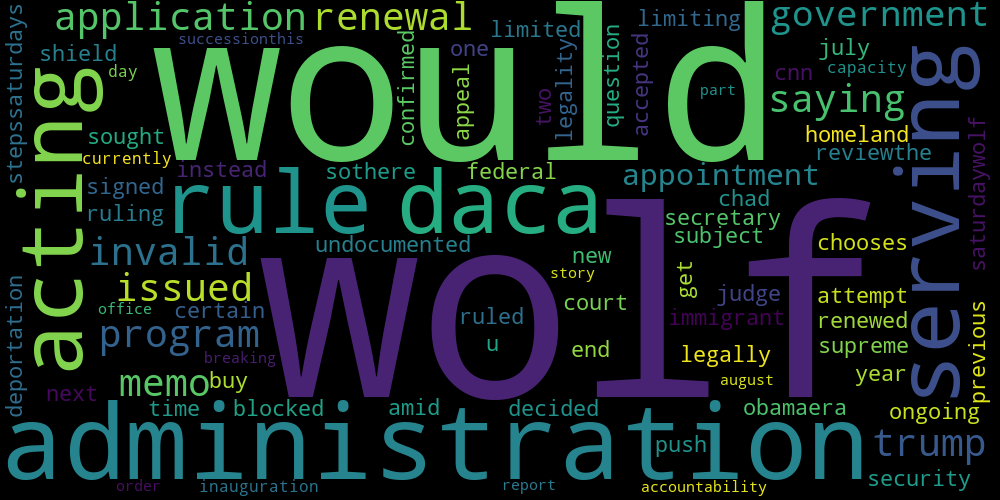 application renewal
would
limited
limiting
government
stepssaturdays
shield
successionthis
confirmed
one
question
accepted
july
day
acting
appeal
two
legality
part
cnn
capacity
saying
serving
sought
currently
homeland
saturdaywolf
reviewthe
instead
sothere
federal
appointment
signed
rule daca
chad
ruling
secretary
invalid
undocumented
subject
chooses
wolf
new
story
get
issued
court
judge
attempt
office
certain
ruled
immigrant
renewed
deportation
program
u
end
legally
supreme
previous
breaking
memo
buy
august
year
next
time
blocked
amid
decided
obamaera
ongoing
administration
push
trump
order
inauguration
report
accountability
security